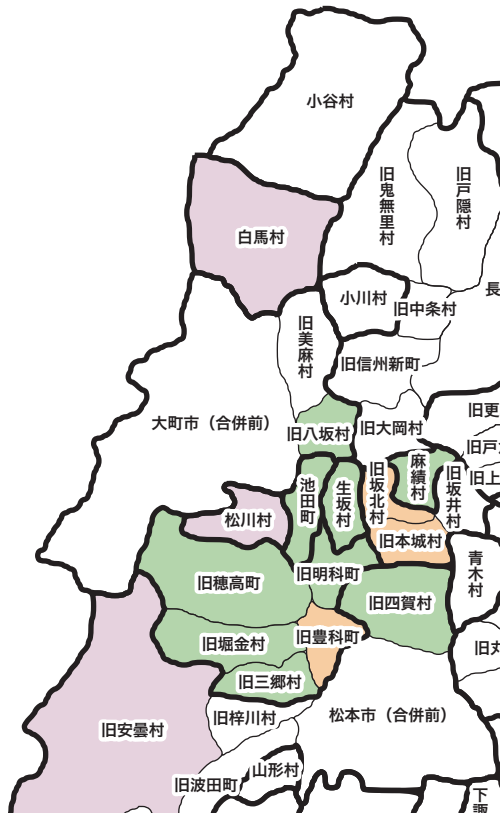 小谷村
旧鬼無里村
旧戸隠村
白馬村
長
小川村
旧中条村
旧美麻村
旧信州新町
大町市（合併前）
旧八坂村
旧大岡村
旧更
旧戸
旧上
麻績村
旧坂北村
旧坂井村
池田町
生坂村
松川村
旧本城村
青木村
旧穂高町
旧明科町
旧四賀村
旧堀金村
旧豊科町
旧丸
旧三郷村
旧梓川村
松本市（合併前）
旧安曇村
山形村
旧波田町
下諏